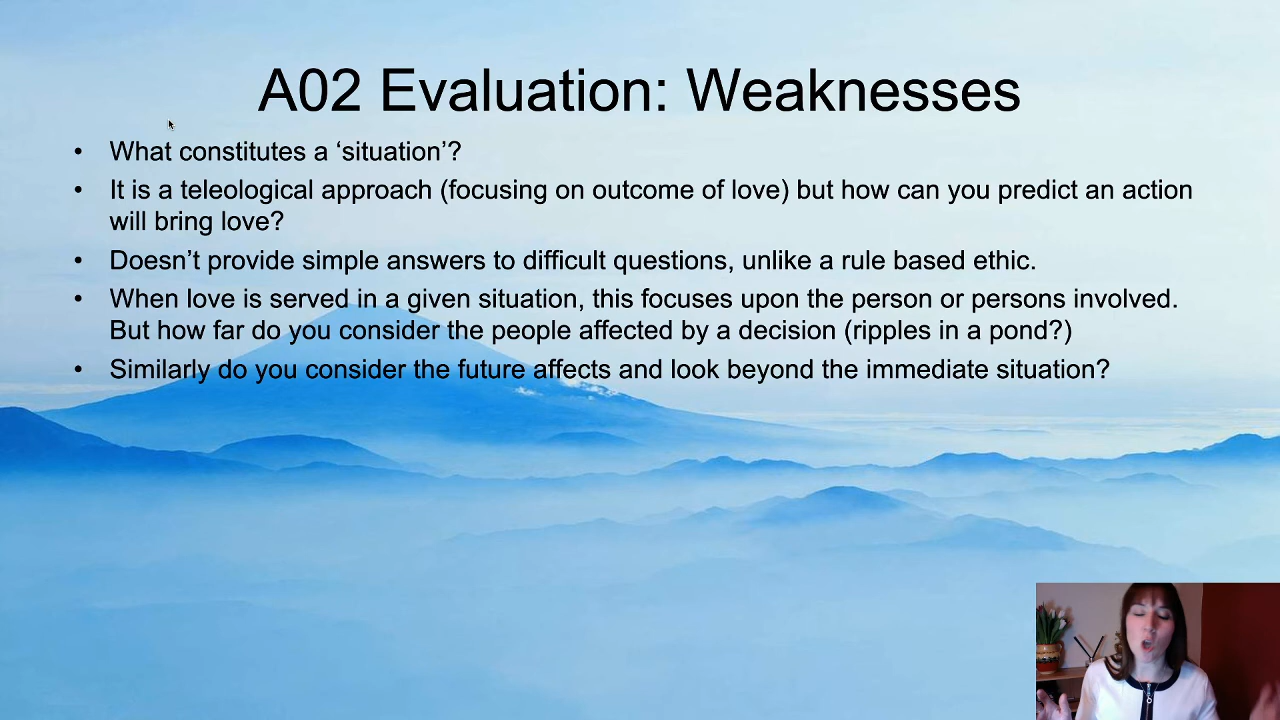 A02 Evaluation: Weaknesses
• What constitutes a ‘situation’?
• It is a teleological approach (focusing on outcome of love) but how can you predict an action
will bring love?
• Doesn’t provide simple answers to difficult questions, unlike a rule based ethic.
• When love is served in a given situation, this focuses upon the person or persons involved.
But how far do you consider the people affected by a decision (ripples in a pond?)
• Similarly do you consider the future affects and look beyond the immediate situation?